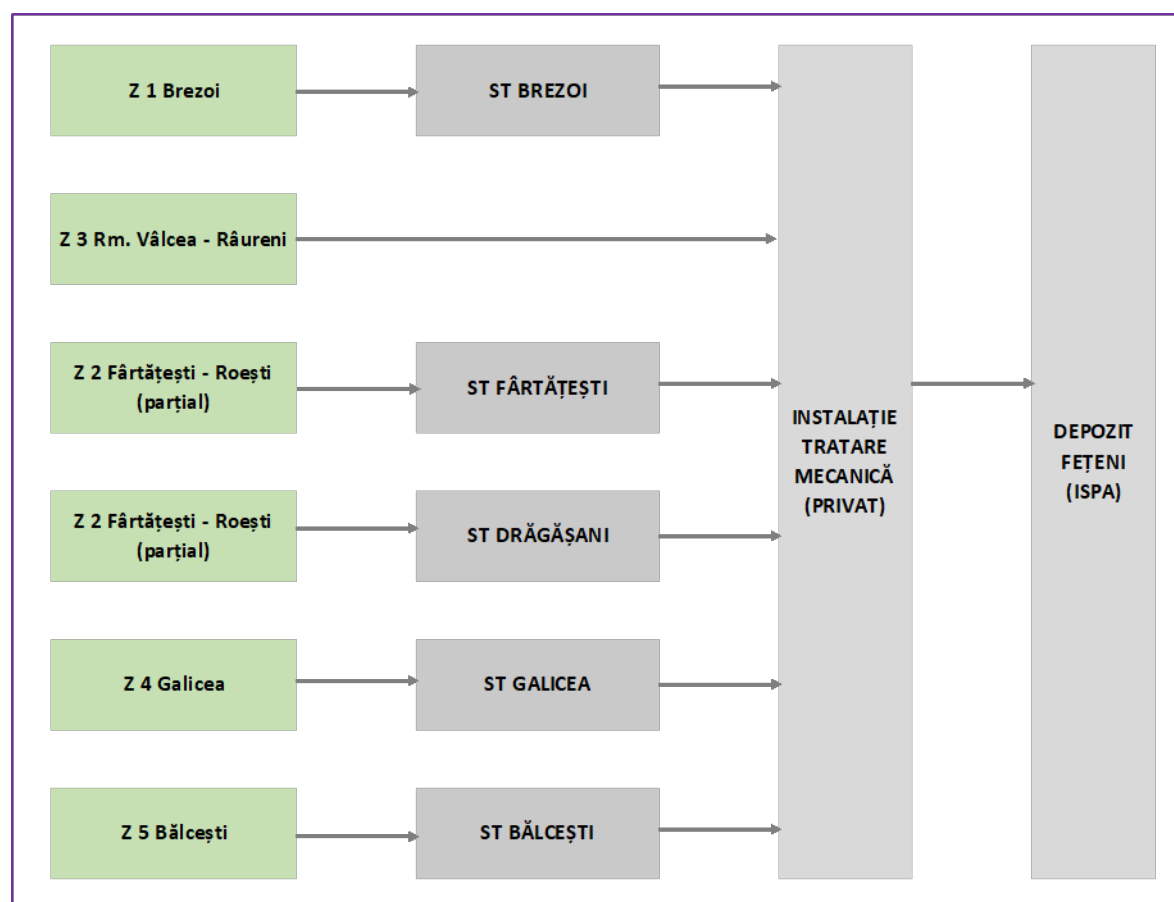 Z 1 Brezoi
ST BREZOI
Z 3 Rm. Vâlcea - Râureni
Z 2 Fârtățești - Roești
(parțial)
ST FÂRTĂȚEȘTI
Z 2 Fârtățești - Roești
(parțial)
ST DRĂGĂȘANI
Z 4 Galicea
ST GALICEA
Z 5 Bălcești
ST BĂLCEȘTI
INSTALAȚIE
TRATARE
MECANICĂ
(PRIVAT)
DEPOZIT
FEȚENI
(ISPA)